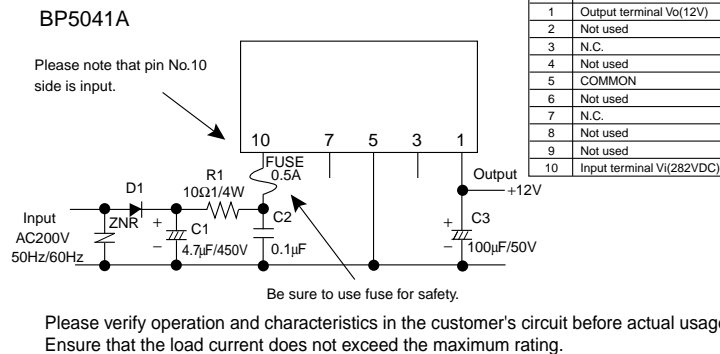 BP5041A
1 Output terminal Vo(12V)
2 Not used
3 N.C.
4 Not used
5 COMMON
6 Not used
7 N.C.
8 Not used
9 Not used
10 Input terminal Vi(282VDC)
Please note that pin No.10
side is input.
10 7 5 3 1
FUSE
0.5A
R1
10Ω1/4W
D1
Output
+12V
Input
AC200V
50Hz/60Hz
ZNR
+
C1
−
4.7μF/450V
C2
0.1μF
+
C3
−
100μF/50V
Be sure to use fuse for safety.
Please verify operation and characteristics in the customer's circuit before actual usage
Ensure that the load current does not exceed the maximum rating.